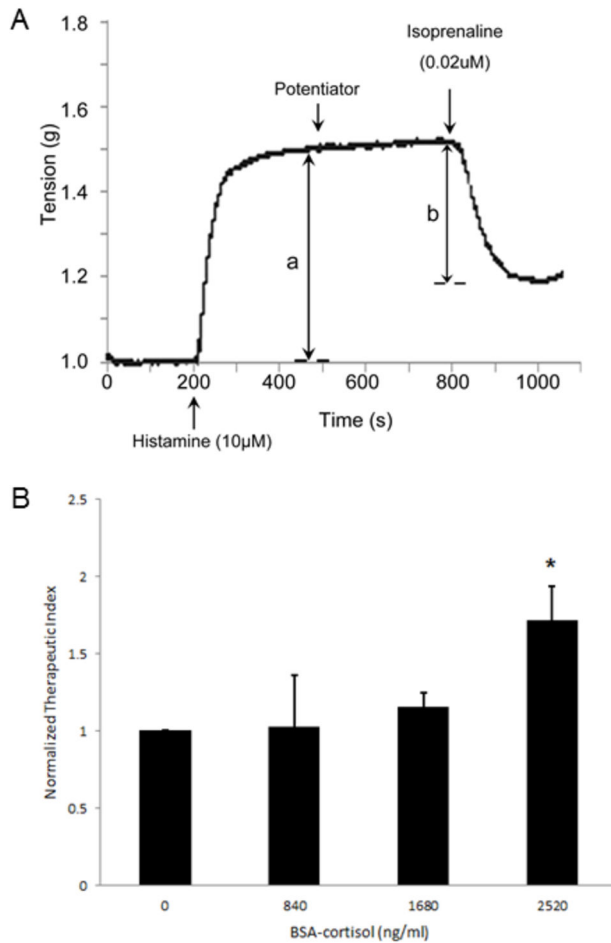 A
1.8
1.6
1.5
1.4
1.2
1.0
Tension (g)
Potentiator
Isoprenaline
(0.02uM)
a
b
0 200 400 600 800 1000
Time (s)
Histamine (10µM)
B
2.5
2
1.5
1
0.5
0
Normalized Therapeutic Index
*
0 840 1680 2520
BSA-cortisol (ng/ml)